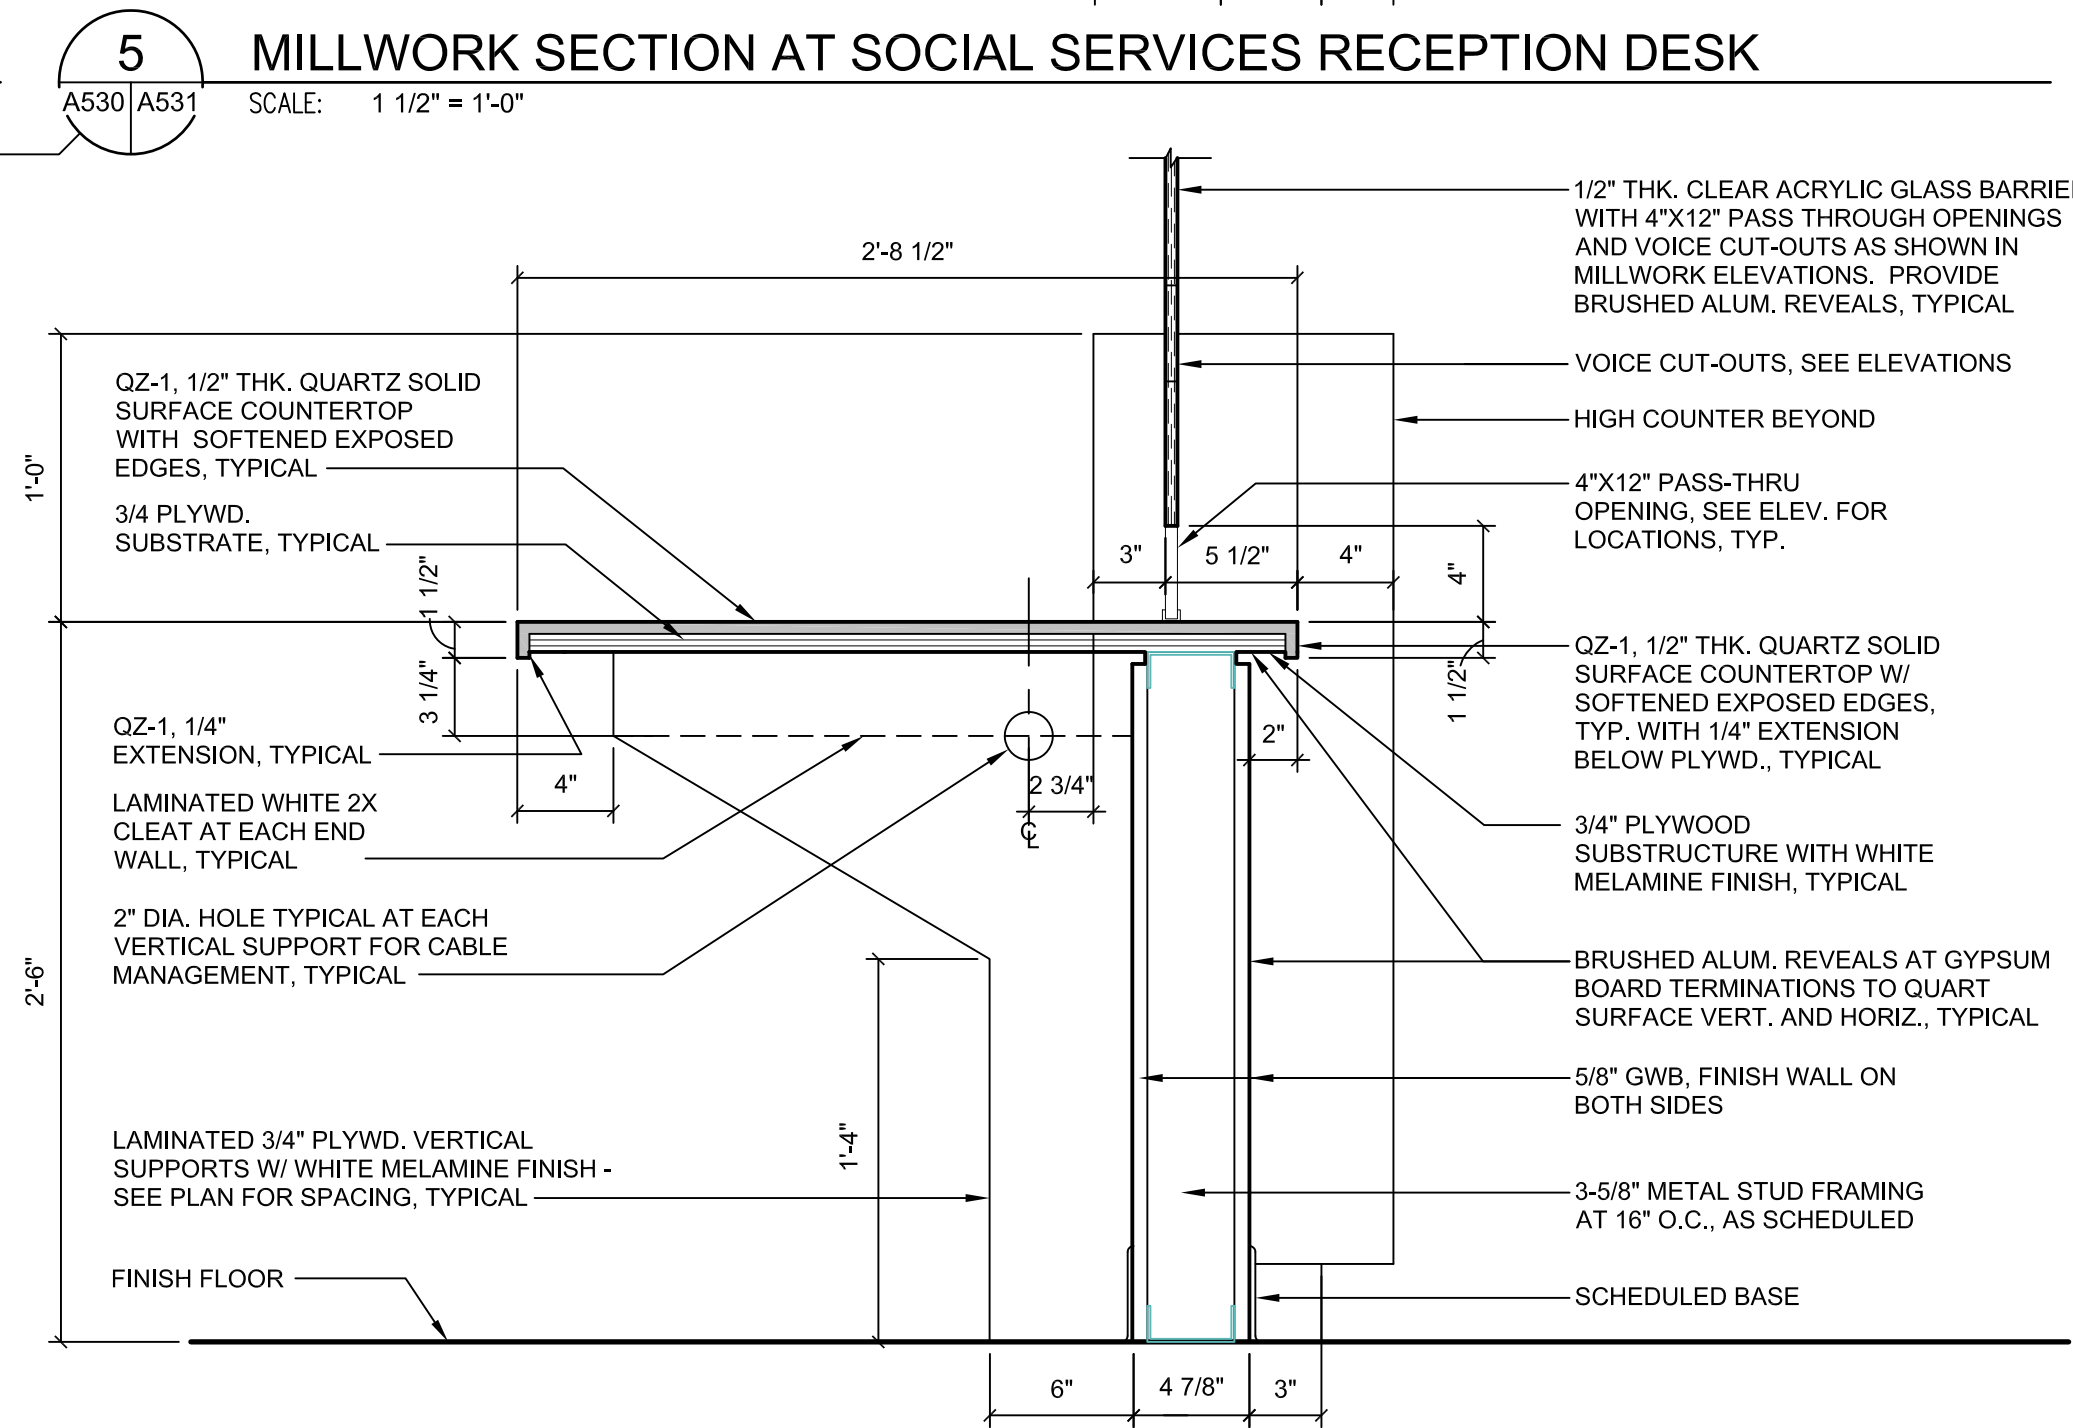 5
A530 A531
MILLWORK SECTION AT SOCIAL SERVICES RECEPTION DESK
SCALE: 1 1/2" = 1'-0"
2'-8 1/2"
1'-0"
2'-6"
QZ-1, 1/2" THK. QUARTZ SOLID
SURFACE COUNTERTOP
WITH SOFTENED EXPOSED
EDGES, TYPICAL
3/4 PLYWD.
SUBSTRATE, TYPICAL
1 1/2"
3 1/4"
QZ-1, 1/4"
EXTENSION, TYPICAL
4"
LAMINATED WHITE 2X
CLEAT AT EACH END
WALL, TYPICAL
2" DIA. HOLE TYPICAL AT EACH
VERTICAL SUPPORT FOR CABLE
MANAGEMENT, TYPICAL
1'-4"
LAMINATED 3/4" PLYWD. VERTICAL
SUPPORTS W/ WHITE MELAMINE FINISH -
SEE PLAN FOR SPACING, TYPICAL
FINISH FLOOR
3"
5 1/2"
4"
4"
1 1/2"
2"
2 3/4"
CL
6"
4 7/8"
3"
1/2" THK. CLEAR ACRYLIC GLASS BARRIE
WITH 4"X12" PASS THROUGH OPENINGS
AND VOICE CUT-OUTS AS SHOWN IN
MILLWORK ELEVATIONS. PROVIDE
BRUSHED ALUM. REVEALS, TYPICAL
VOICE CUT-OUTS, SEE ELEVATIONS
HIGH COUNTER BEYOND
4"X12" PASS-THRU
OPENING, SEE ELEV. FOR
LOCATIONS, TYP.
QZ-1, 1/2" THK. QUARTZ SOLID
SURFACE COUNTERTOP W/
SOFTENED EXPOSED EDGES,
TYP. WITH 1/4" EXTENSION
BELOW PLYWD., TYPICAL
3/4" PLYWOOD
SUBSTRUCTURE WITH WHITE
MELAMINE FINISH, TYPICAL
BRUSHED ALUM. REVEALS AT GYPSUM
BOARD TERMINATIONS TO QUART
SURFACE VERT. AND HORIZ., TYPICAL
5/8" GWB, FINISH WALL ON
BOTH SIDES
3-5/8" METAL STUD FRAMING
AT 16" O.C., AS SCHEDULED
SCHEDULED BASE